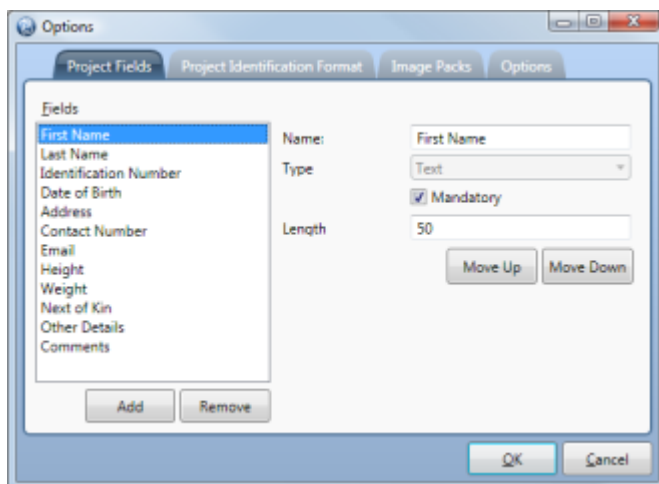 Options
Project Fields Project Identification Format Image Packs Options
Fields
First Name
Last Name
Identification Number
Date of Birth
Address
Contact Number
Email
Height
Weight
Next of Kin
Other Details
Comments
Add Remove
Name: First Name
Type Text
Mandatory
Length 50
Move Up Move Down
OK Cancel